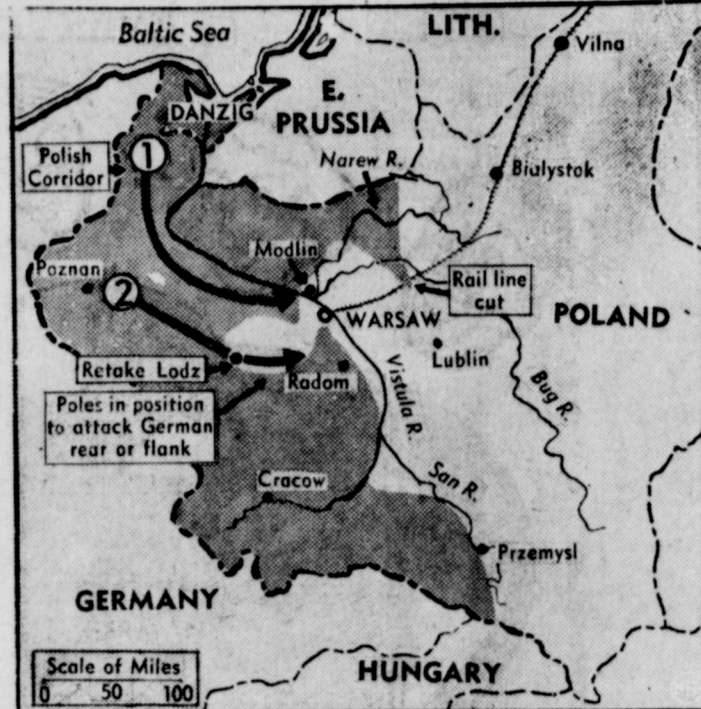 Baltic Sea
LITH.
Vilna
DANZIG
E.
PRUSSIA
Polish
Corridor
1
Narew R.
Bialystok
Modlin
Poznan
2
Rail line
cut
WARSAW
POLAND
Retake Lodz
Radom
Lublin
Vistula R.
Bug R.
Poles in position
to attack German
rear or flank
Cracow
San R.
Przemysl
GERMANY
HUNGARY
Scale of Miles
0 50 100